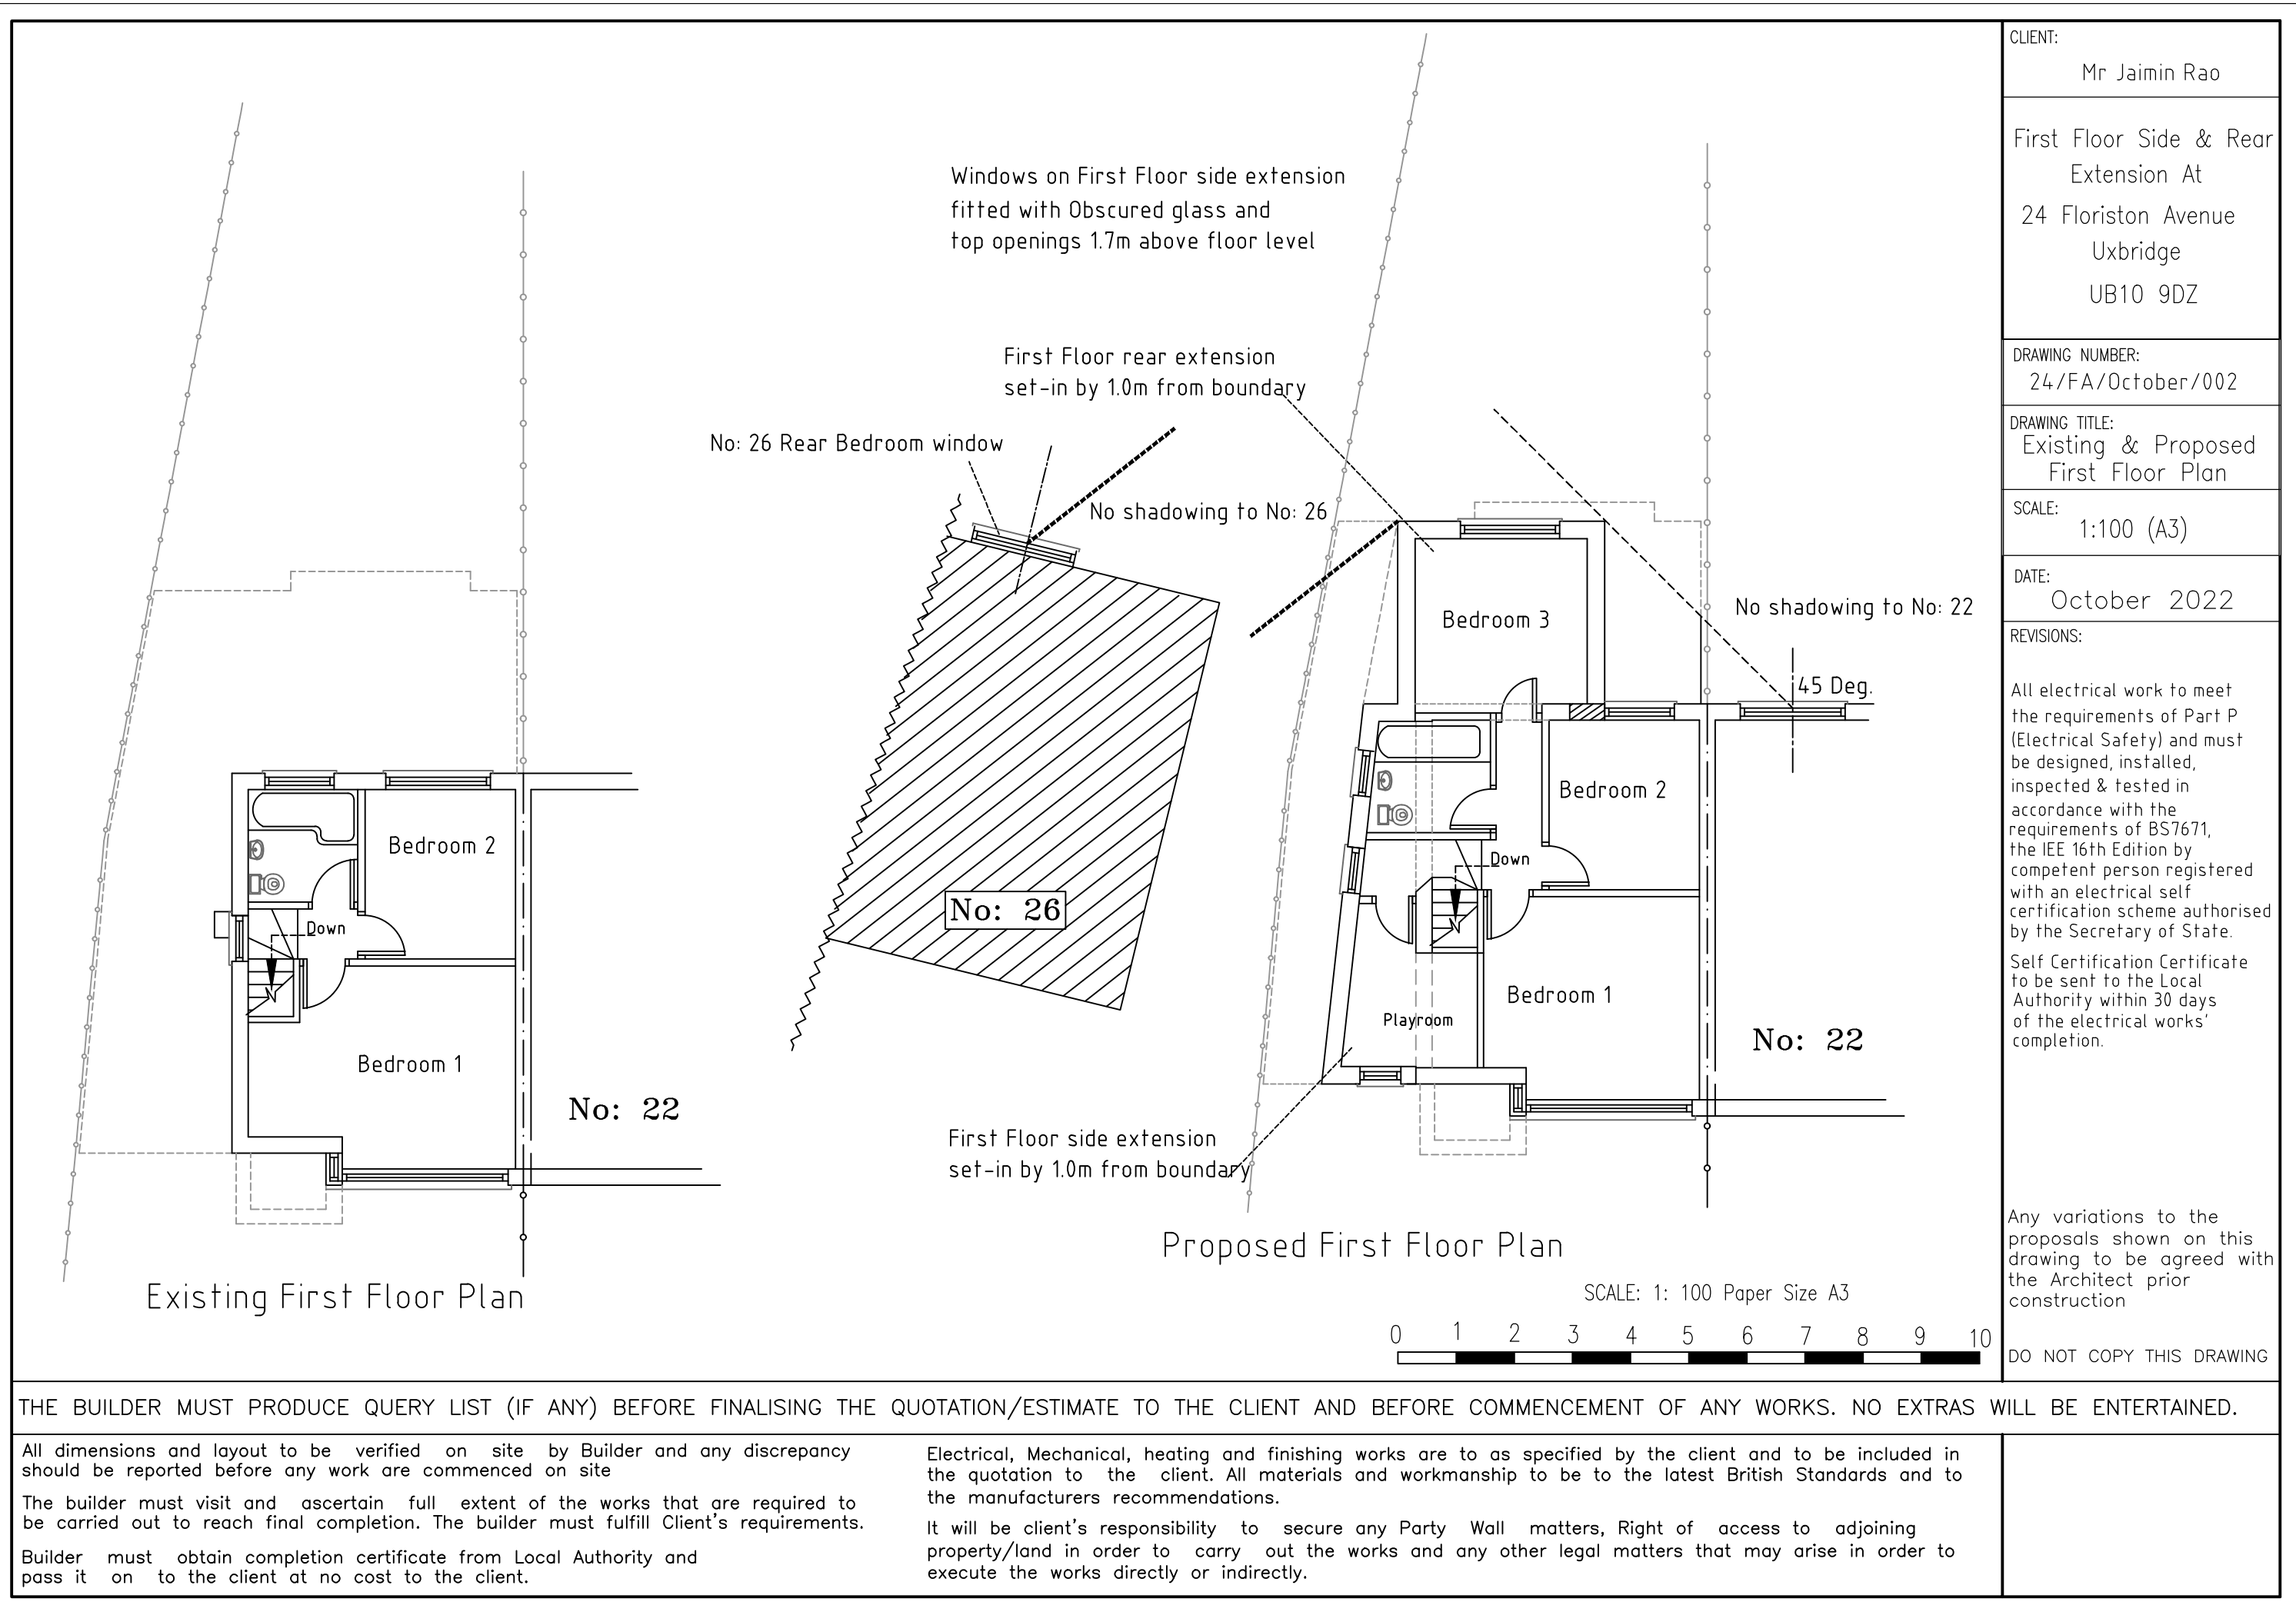 CLIENT:
Mr Jaimin Rao
First Floor Side & Rear
Extension At
24 Floriston Avenue
Uxbridge
UB10 9DZ
DRAWING NUMBER:
24/FA/October/002
DRAWING TITLE:
Existing & Proposed
First Floor Plan
SCALE:
1:100 (A3)
DATE:
October 2022
REVISIONS:
All electrical work to meet
the requirements of Part P
(Electrical Safety) and must
be designed, installed,
inspected & tested in
accordance with the
requirements of BS7671,
the IEE 16th Edition by
competent person registered
with an electrical self
certification scheme authorised
by the Secretary of State.
Self Certification Certificate
to be sent to the Local
Authority within 30 days
of the electrical works'
completion.
Any variations to the
proposals shown on this
drawing to be agreed with
the Architect prior
construction
DO NOT COPY THIS DRAWING
Windows on First Floor side extension
fitted with Obscured glass and
top openings 1.7m above floor level
First Floor rear extension
set-in by 1.0m from boundary
No: 26 Rear Bedroom window
No shadowing to No: 26
No: 26
Bedroom 2
Down
Bedroom 1
No: 22
Existing First Floor Plan
Bedroom 3
No shadowing to No: 22
45 Deg.
Bedroom 2
Down
Bedroom 1
Playroom
No: 22
First Floor side extension
set-in by 1.0m from boundary
Proposed First Floor Plan
SCALE: 1: 100 Paper Size A3
0 1 2 3 4 5 6 7 8 9 10
THE BUILDER MUST PRODUCE QUERY LIST (IF ANY) BEFORE FINALISING THE QUOTATION/ESTIMATE TO THE CLIENT AND BEFORE COMMENCEMENT OF ANY WORKS. NO EXTRAS WILL BE ENTERTAINED.
All dimensions and layout to be verified on site by Builder and any discrepancy
should be reported before any work are commenced on site
The builder must visit and ascertain full extent of the works that are required to
be carried out to reach final completion. The builder must fulfill Client's requirements.
Builder must obtain completion certificate from Local Authority and
pass it on to the client at no cost to the client.
Electrical, Mechanical, heating and finishing works are to as specified by the client and to be included in
the quotation to the client. All materials and workmanship to be to the latest British Standards and to
the manufacturers recommendations.
It will be client's responsibility to secure any Party Wall matters, Right of access to adjoining
property/land in order to carry out the works and any other legal matters that may arise in order to
execute the works directly or indirectly.